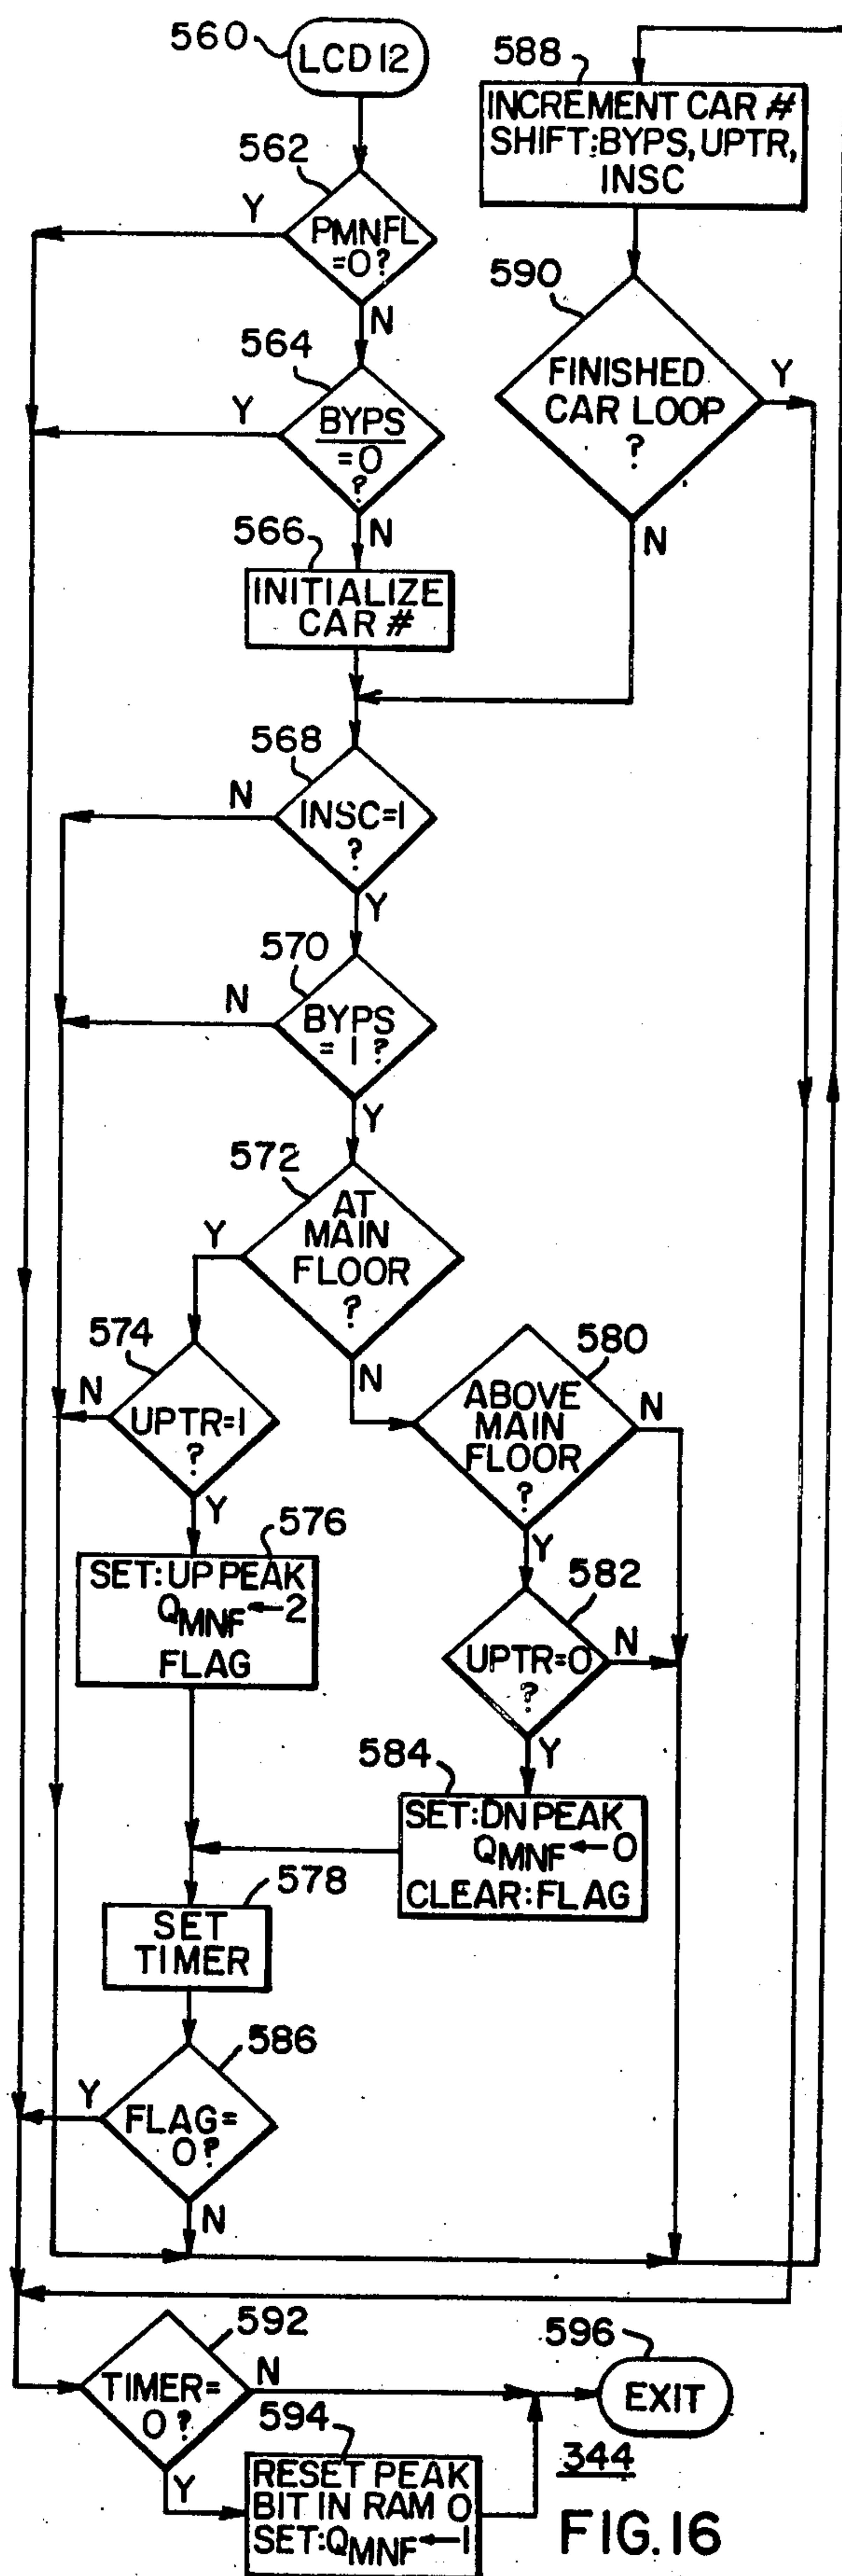 560
LCD12
562
PMNFL
=0?
Y
N
564
BYPS
=0
?
Y
N
566
INITIALIZE
CAR #
568
INSC=1
?
N
Y
570
BYPS
=1?
N
Y
572
AT
MAIN
FLOOR
?
Y
N
574
UPTR=1
?
N
Y
576
SET:UP PEAK
QMNF←2
FLAG
578
SET
TIMER
580
ABOVE
MAIN
FLOOR
?
N
Y
582
UPTR=0
?
N
Y
584
SET:DN PEAK
QMNF←0
CLEAR:FLAG
586
FLAG=
0?
Y
N
588
INCREMENT CAR #
SHIFT:BYPS,UPTR,
INSC
590
FINISHED
CAR LOOP
?
Y
N
592
TIMER=
0?
N
Y
594
RESET PEAK
BIT IN RAM 0
SET:QMNF←1
596
EXIT
344
FIG.16